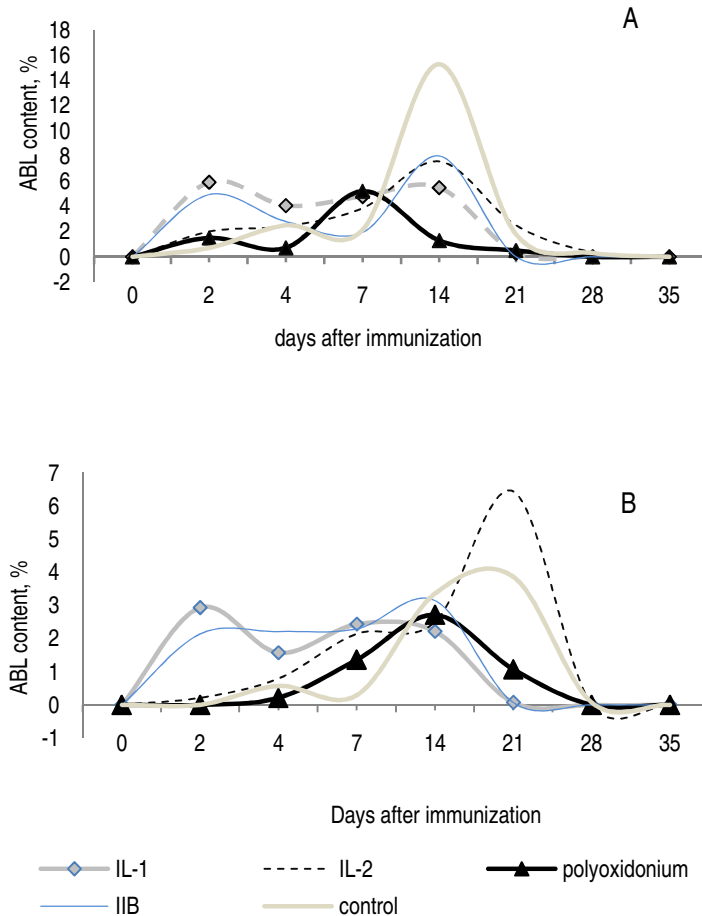 A
ABL content, %
18
16
14
12
10
8
6
4
2
0
-2
0 2 4 7 14 21 28 35
days after immunization
B
ABL content, %
7
6
5
4
3
2
1
0
-1
0 2 4 7 14 21 28 35
Days after immunization
IL-1 IL-2 polyoxidonium
IIB control